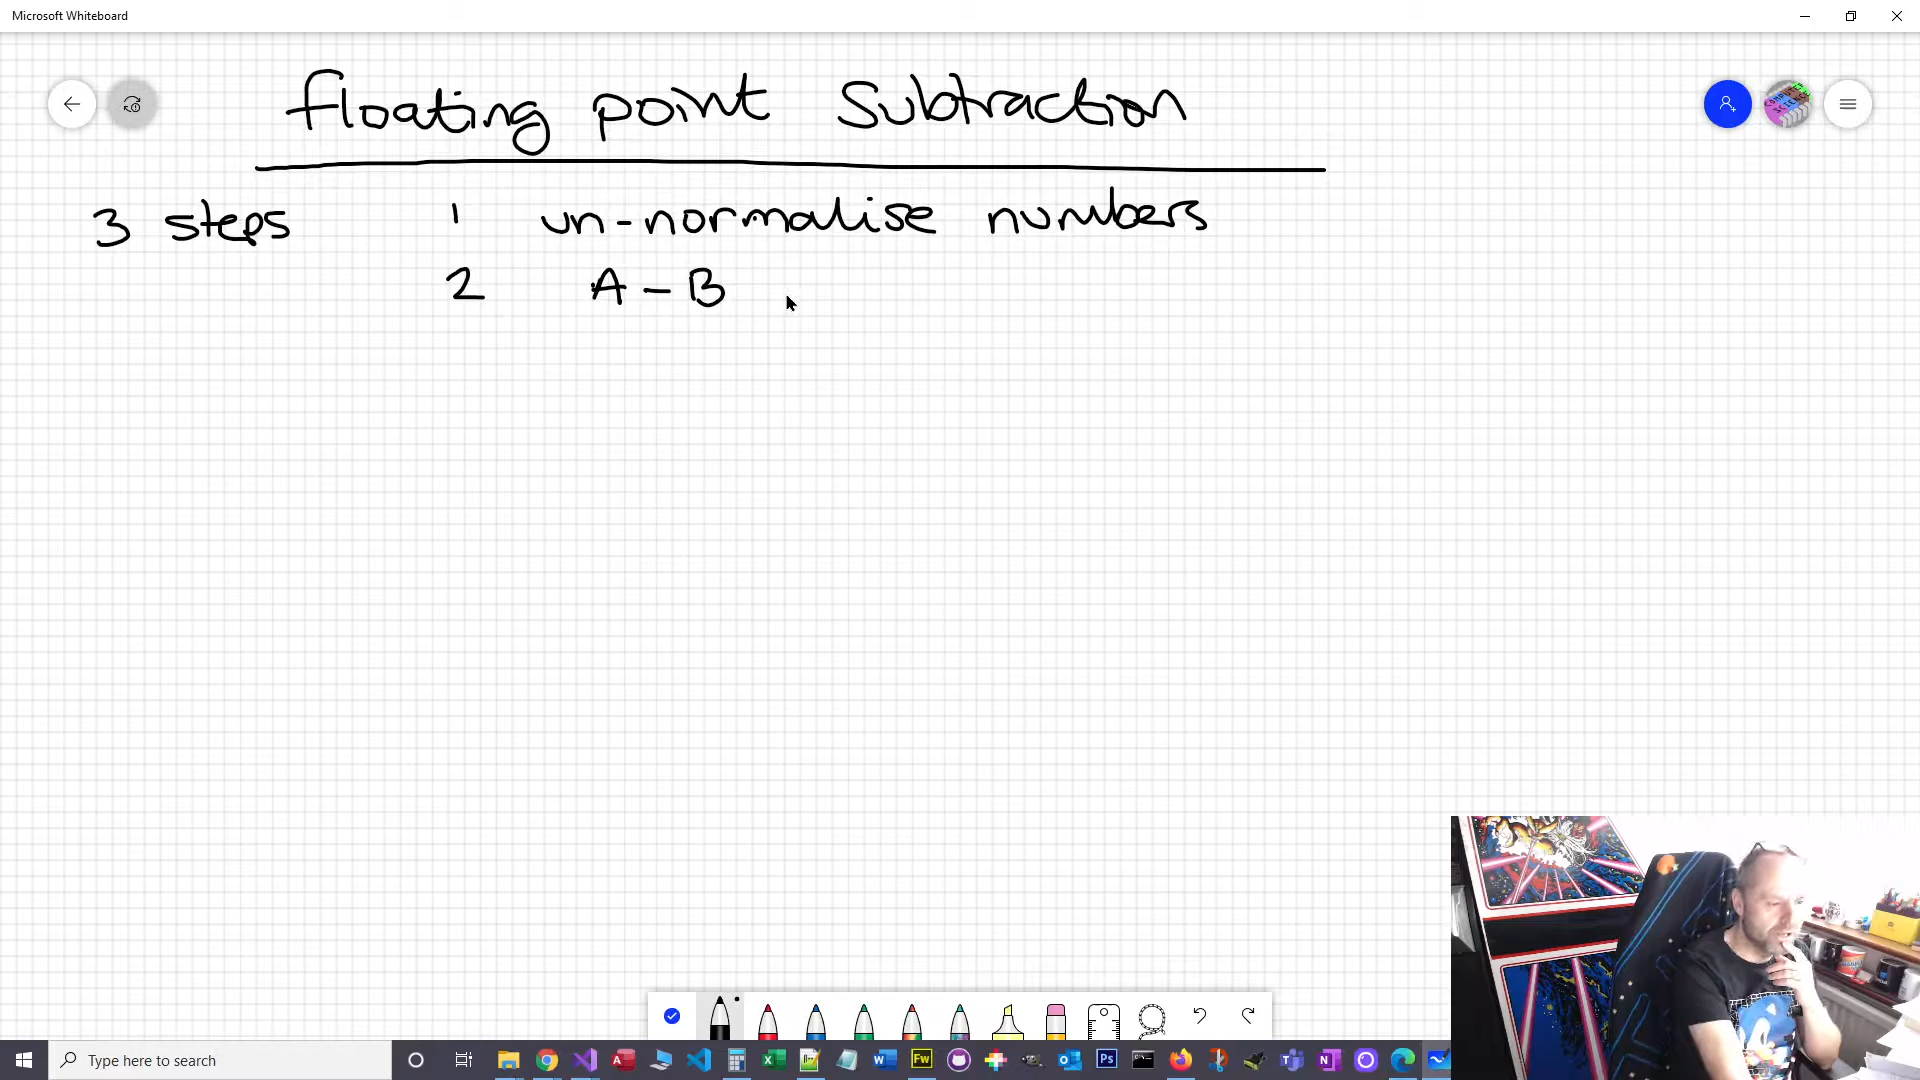 Microsoft Whiteboard
floating point Subtraction
3 steps 1 un-normalise numbers
2 A - B
Type here to search